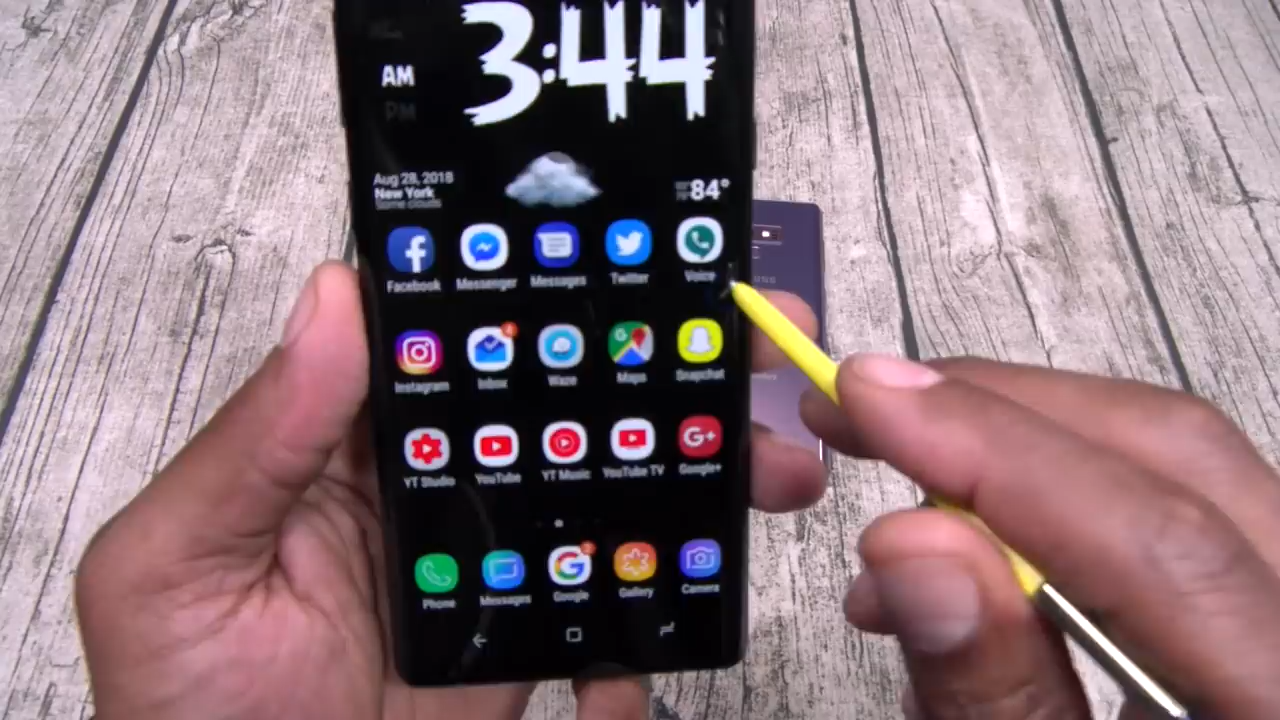 3:44
AM
PM
Aug 28, 2018
New York
Some clouds
84°
Facebook Messenger Messages Twitter Voice
Instagram Inbox Waze Maps Snapchat
YT Studio YouTube YT Music YouTube TV Google+
Phone Messages Google Gallery Camera